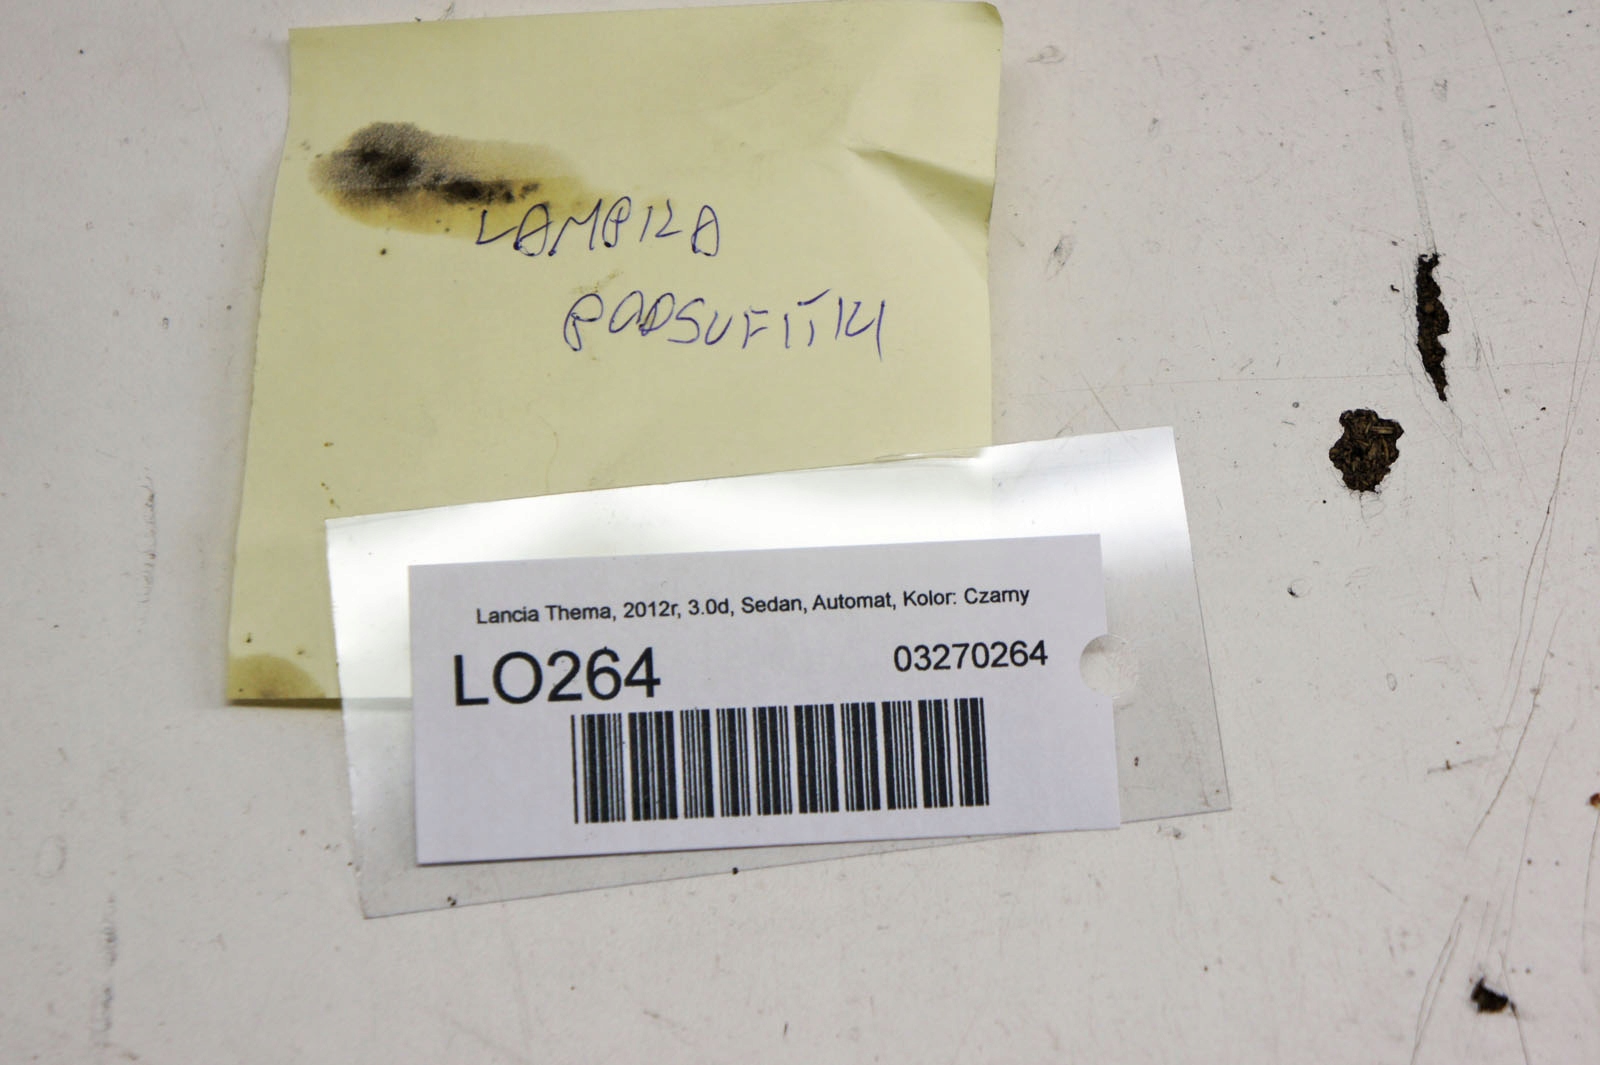 LAMPKA
PODSUFITKI
Lancia Thema, 2012r, 3.0d, Sedan, Automat, Kolor: Czarny
LO264
03270264